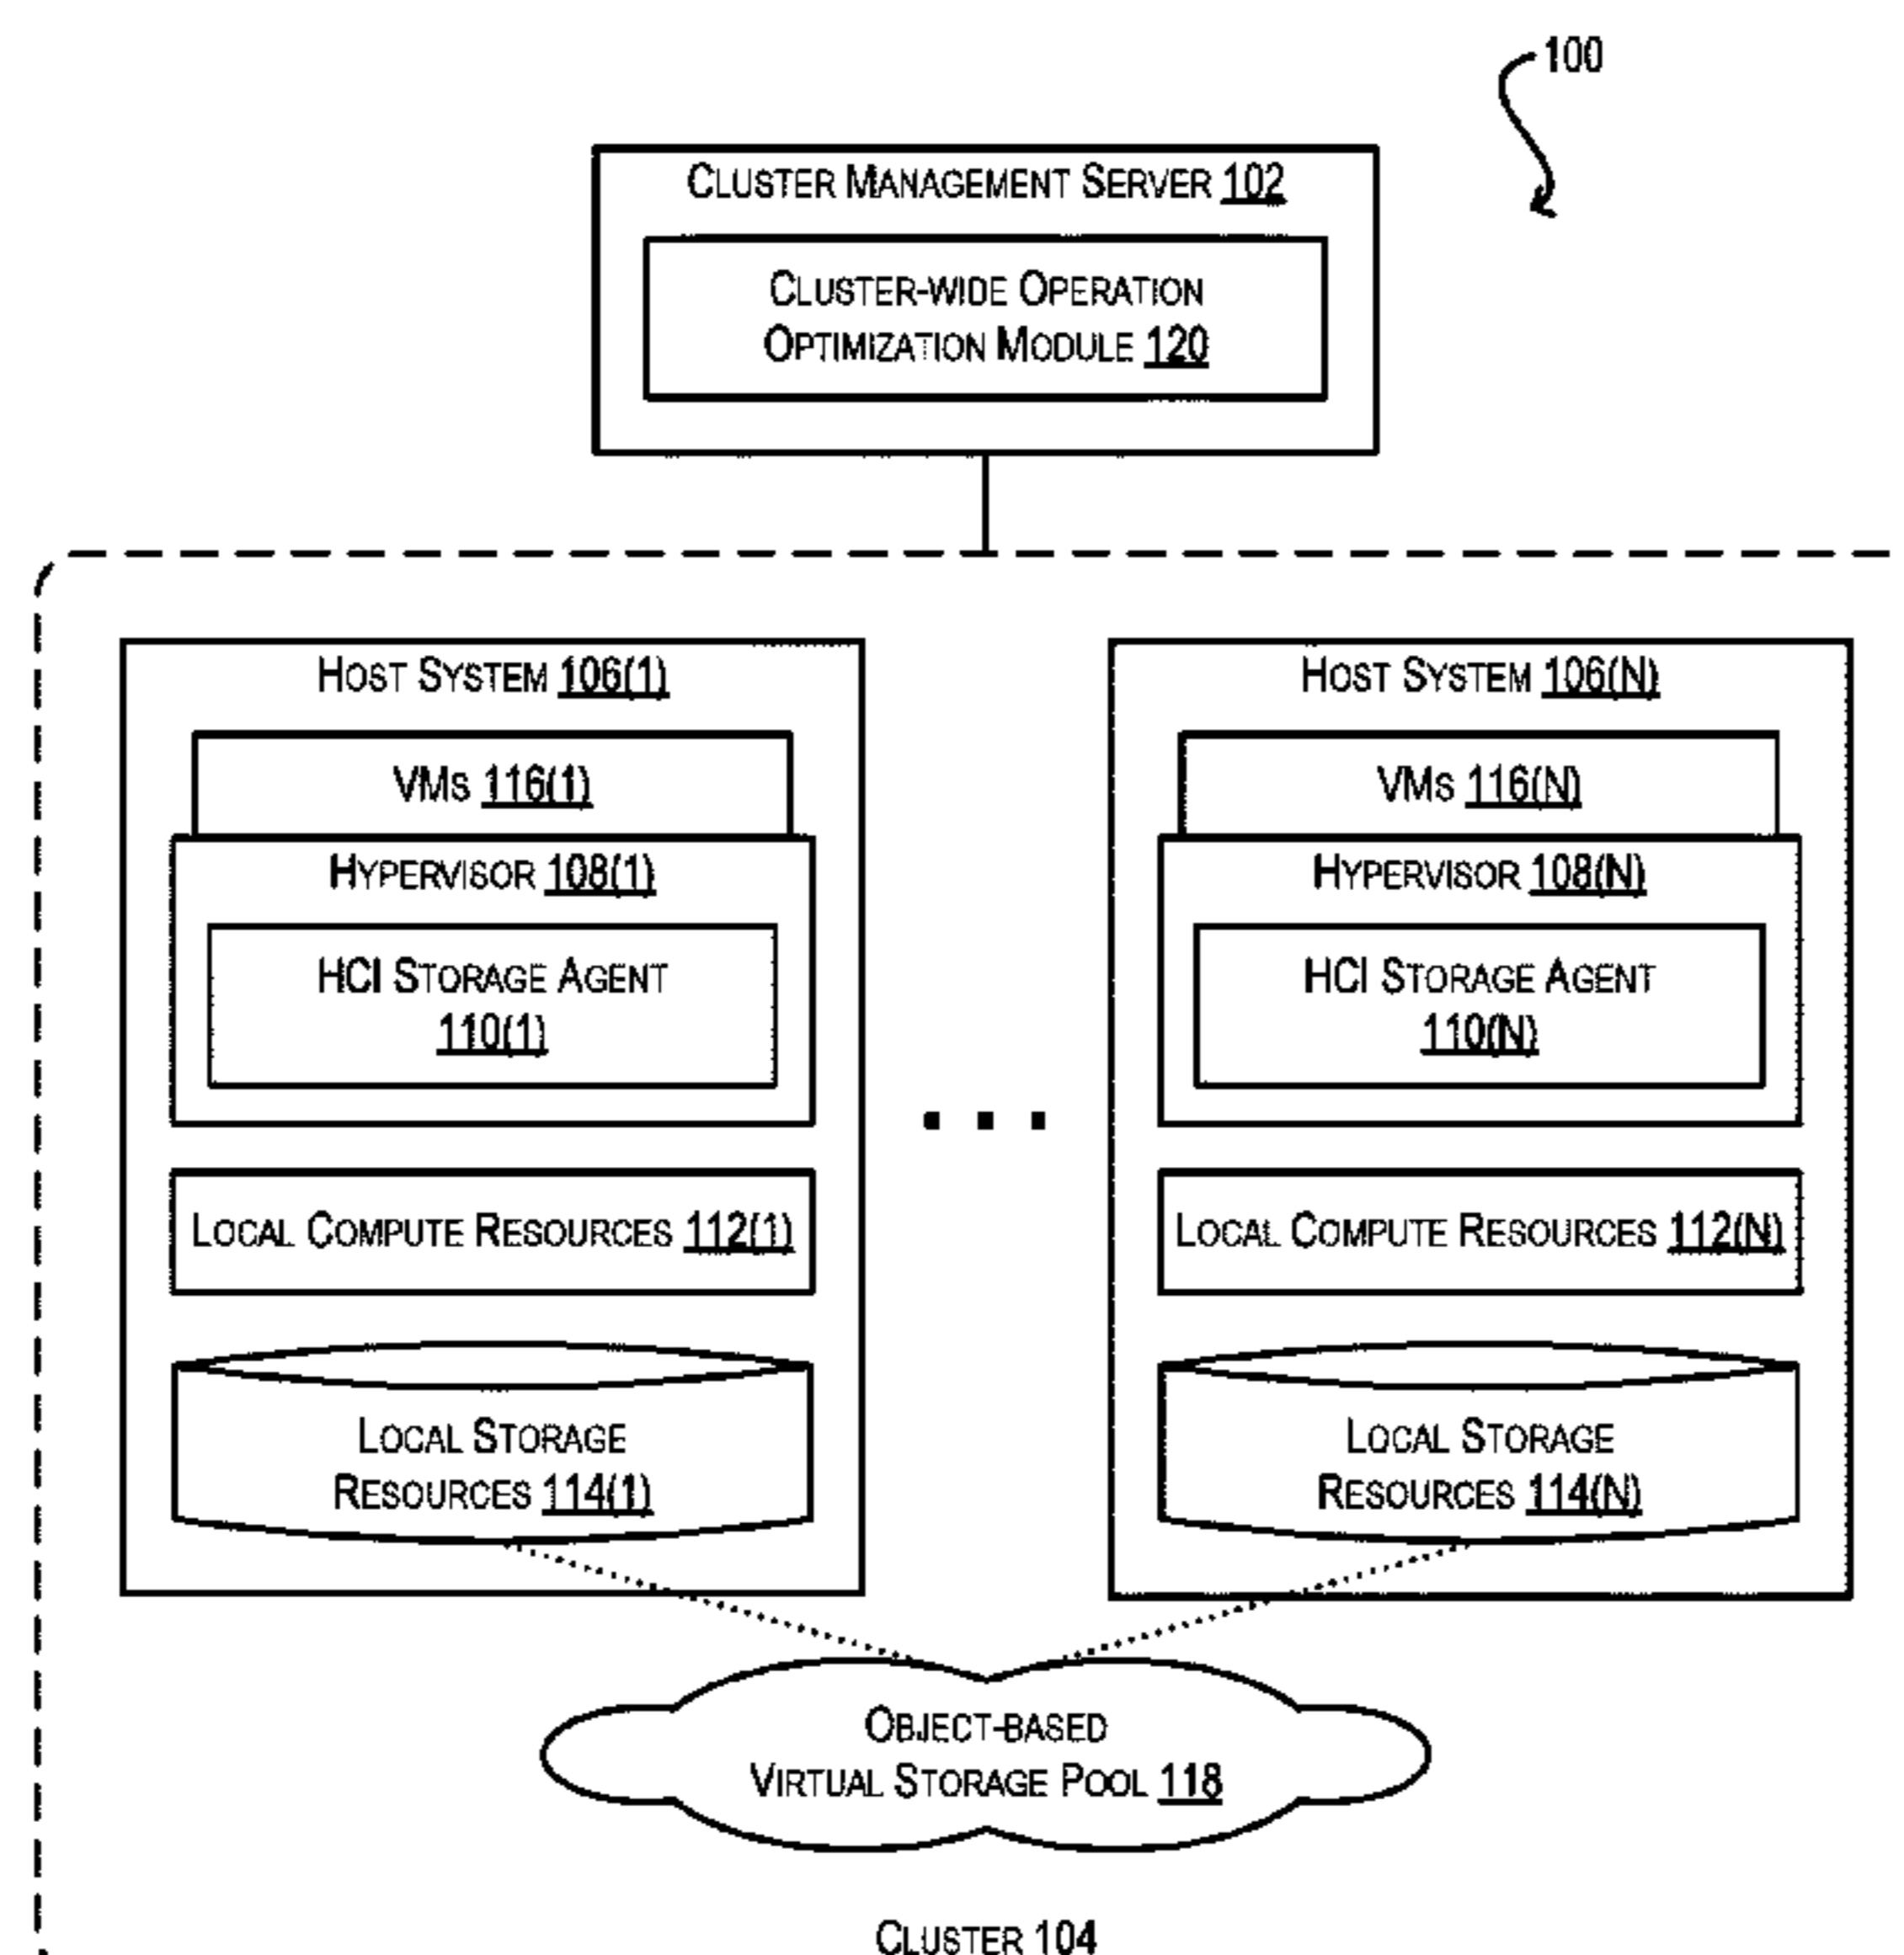 100
CLUSTER MANAGEMENT SERVER 102
CLUSTER-WIDE OPERATION
OPTIMIZATION MODULE 120
HOST SYSTEM 106(1)
VMS 116(1)
HYPERVISOR 108(1)
HCI STORAGE AGENT
110(1)
LOCAL COMPUTE RESOURCES 112(1)
LOCAL STORAGE
RESOURCES 114(1)
. . .
HOST SYSTEM 106(N)
VMS 116(N)
HYPERVISOR 108(N)
HCI STORAGE AGENT
110(N)
LOCAL COMPUTE RESOURCES 112(N)
LOCAL STORAGE
RESOURCES 114(N)
OBJECT-BASED
VIRTUAL STORAGE POOL 118
CLUSTER 104